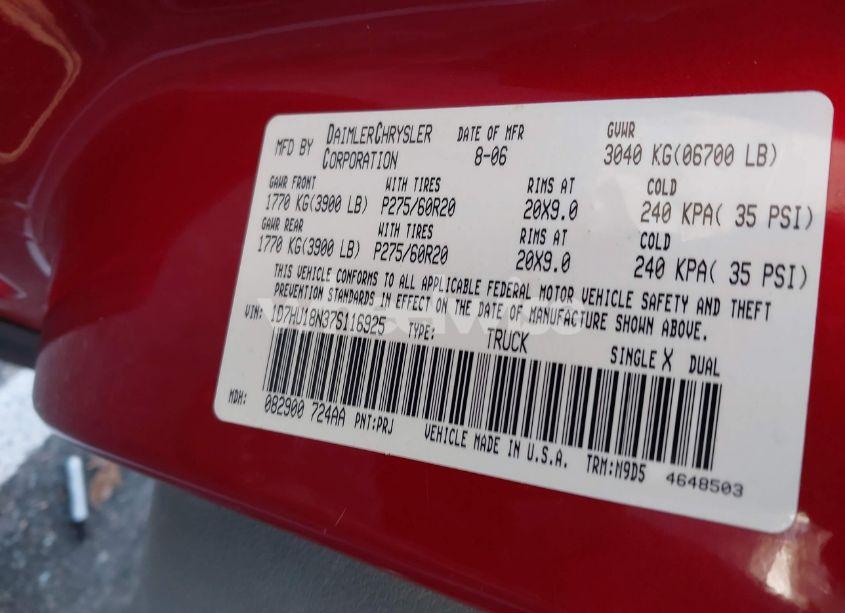 MFD BY DAIMLERCHRYSLER CORPORATION DATE OF MFR 8-06 GVWR 3040 KG(06700 LB)
GAWR FRONT WITH TIRES RIMS AT COLD
1770 KG(3900 LB) P275/60R20 20X9.0 240 KPA( 35 PSI)
GAWR REAR WITH TIRES RIMS AT COLD
1770 KG(3900 LB) P275/60R20 20X9.0 240 KPA( 35 PSI)
THIS VEHICLE CONFORMS TO ALL APPLICABLE FEDERAL MOTOR VEHICLE SAFETY AND THEFT
PREVENTION STANDARDS IN EFFECT ON THE DATE OF MANUFACTURE SHOWN ABOVE.
VIN: 1D7HU18N37S116925 TYPE: TRUCK SINGLE X DUAL
MDH: 082900 724AA PNT:PRJ VEHICLE MADE IN U.S.A. TRM:M9D5 4648503